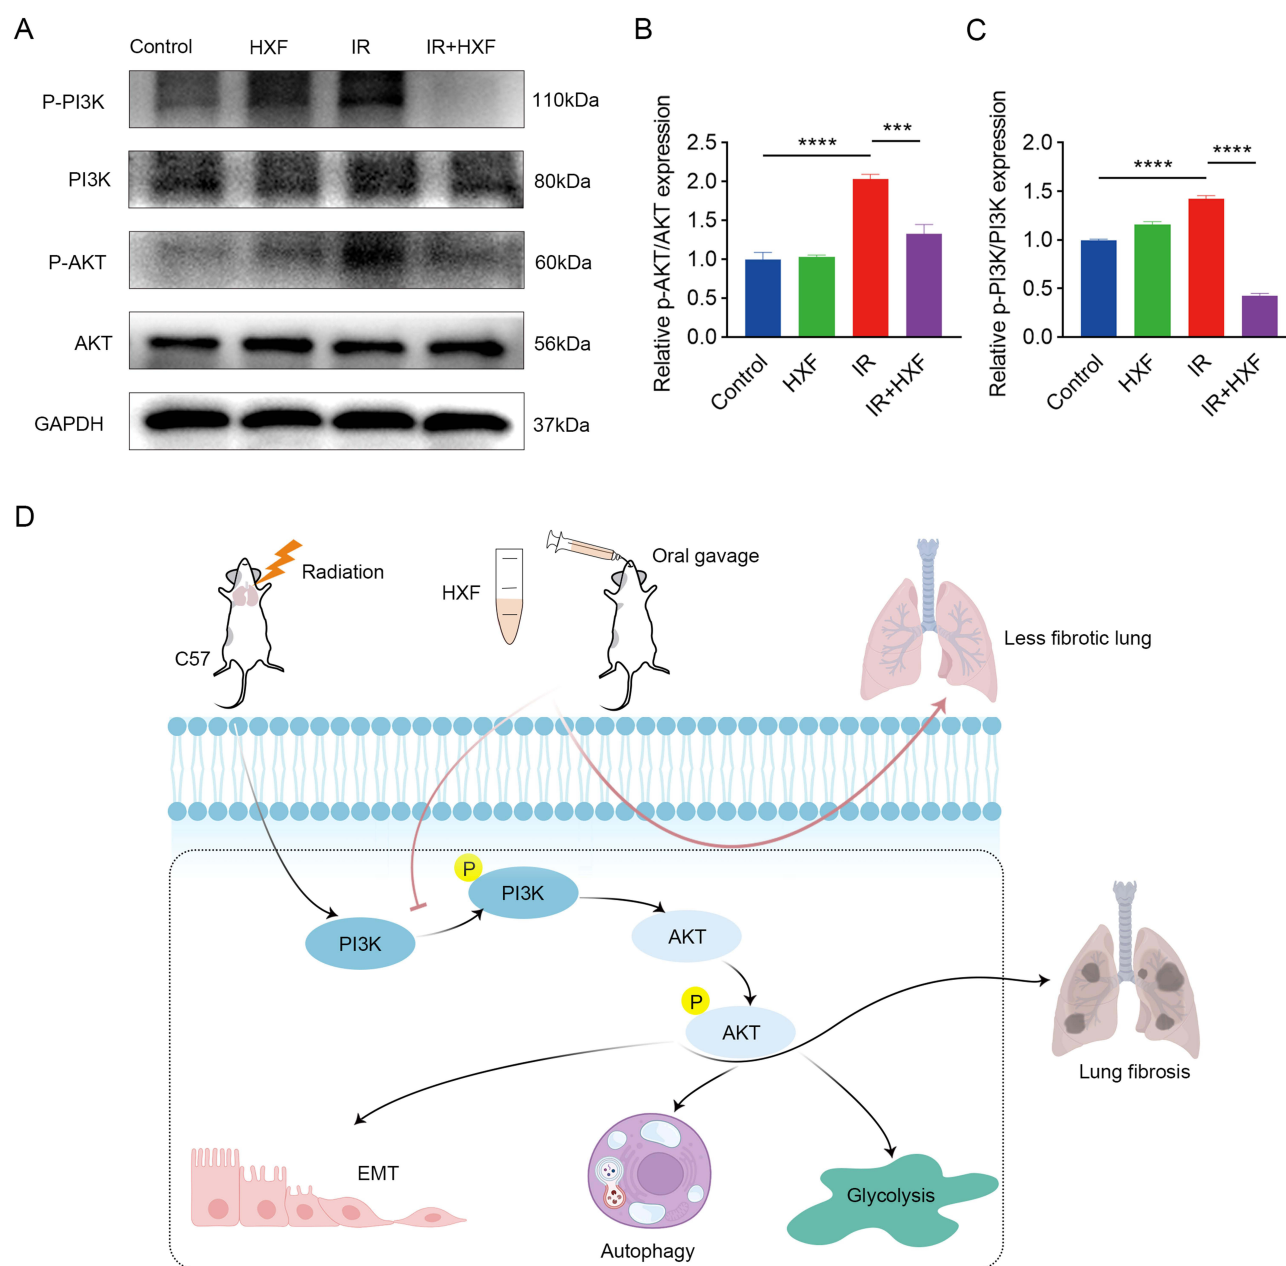 A
Control HXF IR IR+HXF
P-PI3K 110kDa
PI3K 80kDa
P-AKT 60kDa
AKT 56kDa
GAPDH 37kDa
B
Relative p-AKT/AKT expression
2.5
2.0
1.5
1.0
0.5
0.0
**** ***
Control HXF IR IR+HXF
C
Relative p-PI3K/PI3K expression
2.0
1.5
1.0
0.5
0.0
**** ****
Control HXF IR IR+HXF
D
Radiation
C57
HXF
Oral gavage
Less fibrotic lung
P
PI3K
PI3K
AKT
P
AKT
Lung fibrosis
EMT
Autophagy
Glycolysis